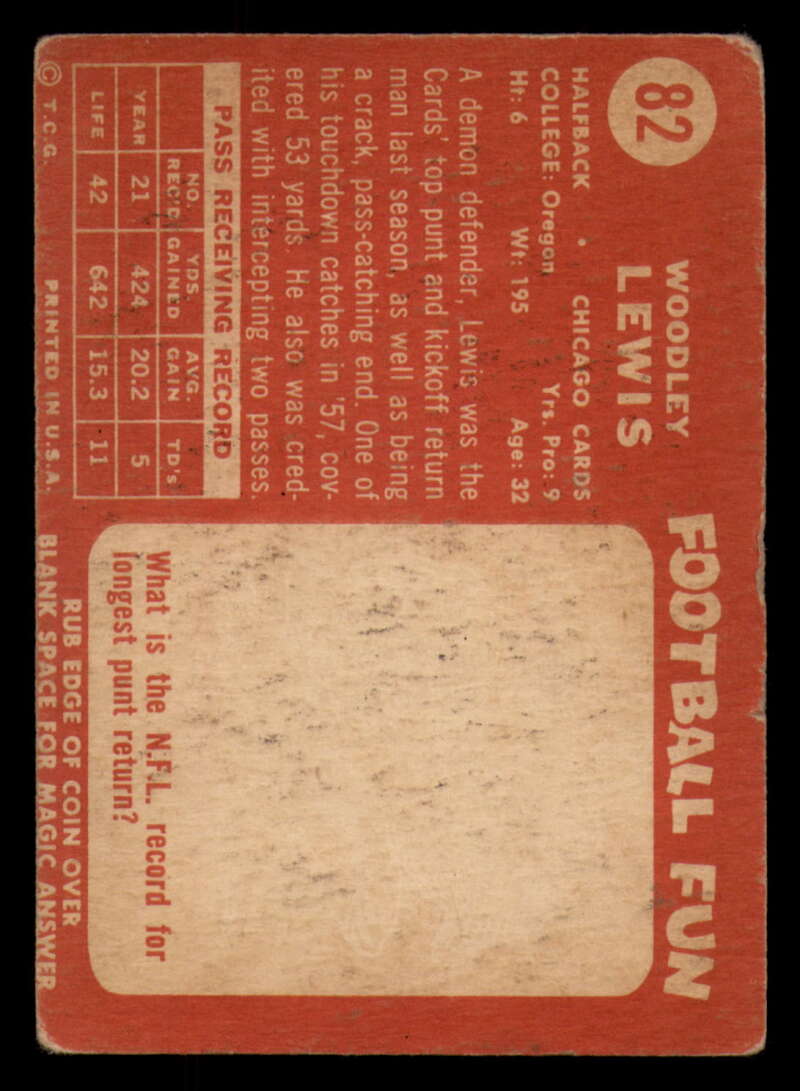 82
WOODLEY
LEWIS
HALFBACK • CHICAGO CARDS
COLLEGE: Oregon Yrs. Pro: 9
Ht: 6 Wt: 195 Age: 32
A demon defender, Lewis was the
Cards' top punt and kickoff return
man last season, as well as being
a crack, pass-catching end. One of
his touchdown catches in '57, cov-
ered 53 yards. He also was cred-
ited with intercepting two passes.
PASS RECEIVING RECORD
NO. REC'D YDS. GAINED AVG. GAIN TD's
YEAR 21 424 20.2 5
LIFE 42 642 15.3 11
© T.C.G. PRINTED IN U.S.A.
FOOTBALL FUN
What is the N.F.L. record for
longest punt return?
RUB EDGE OF COIN OVER
BLANK SPACE FOR MAGIC ANSWER